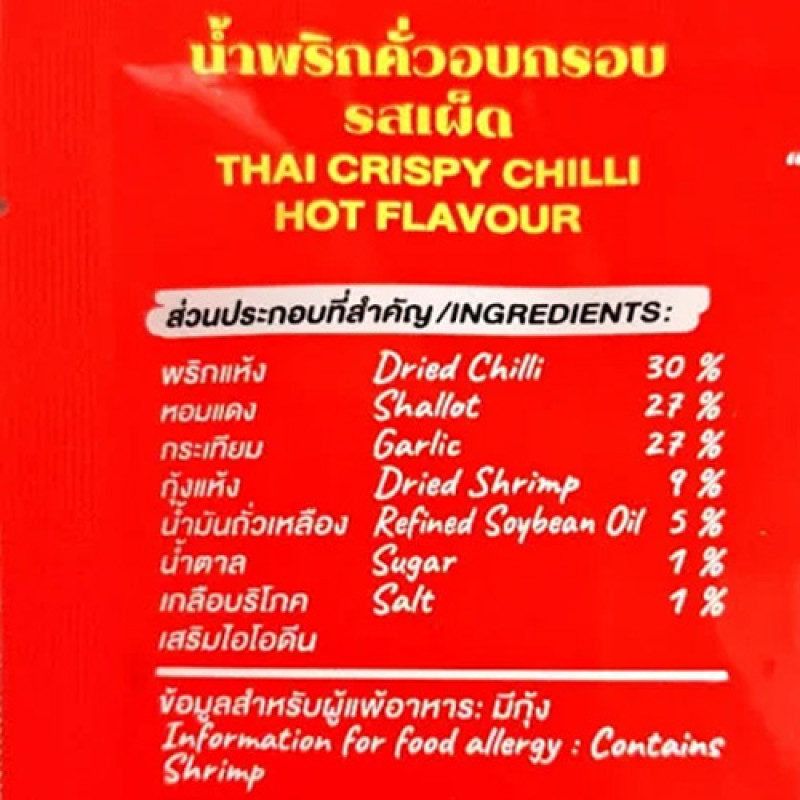 น้ำพริกคั่วอบกรอบ
รสเผ็ด
THAI CRISPY CHILLI
HOT FLAVOUR
ส่วนประกอบที่สำคัญ/INGREDIENTS:
พริกแห้ง Dried Chilli 30 %
หอมแดง Shallot 27 %
กระเทียม Garlic 27 %
กุ้งแห้ง Dried Shrimp 9 %
น้ำมันถั่วเหลือง Refined Soybean Oil 5 %
น้ำตาล Sugar 1 %
เกลือบริโภค Salt 1 %
เสริมไอโอดีน
ข้อมูลสำหรับผู้แพ้อาหาร: มีกุ้ง
Information for food allergy : Contains
Shrimp